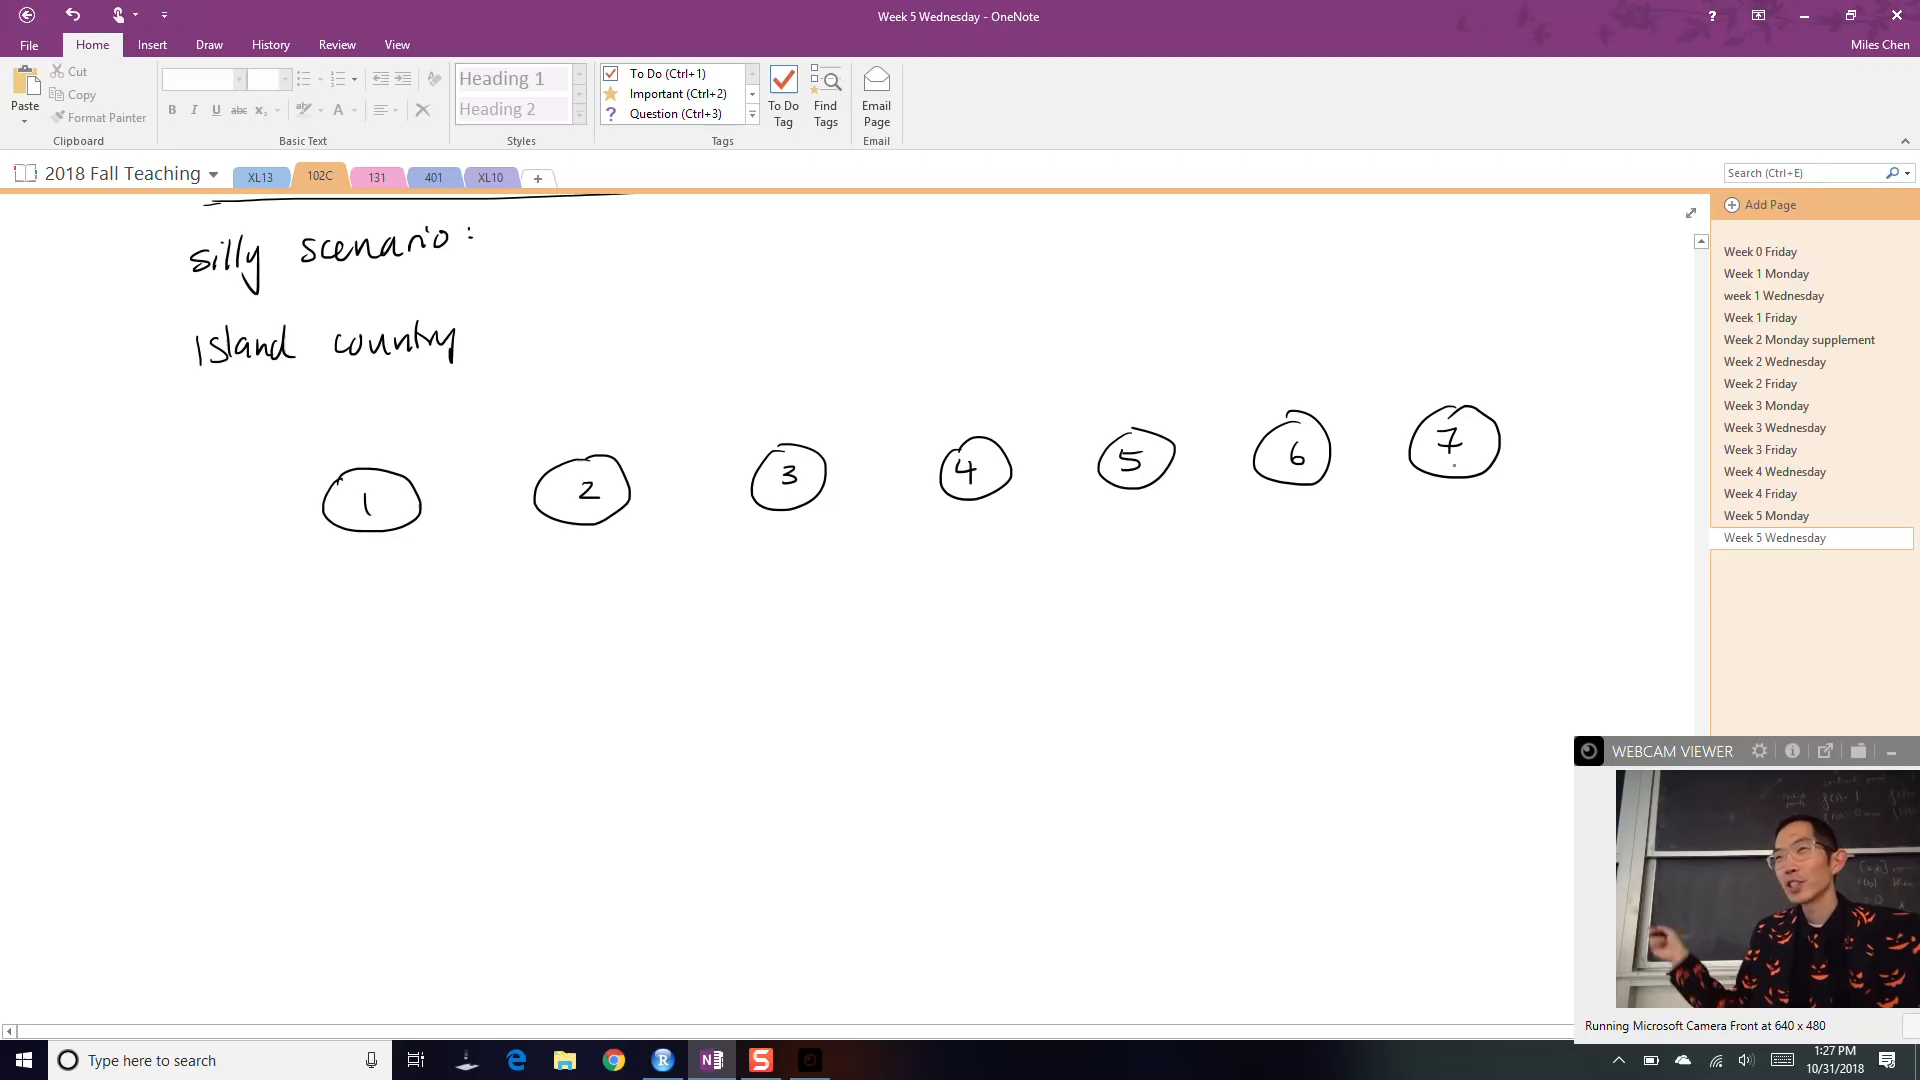 Week 5 Wednesday - OneNote
?
File
Home
Insert
Draw
History
Review
View
Miles Chen
Paste
Cut
Copy
Format Painter
Clipboard
B I U abc x₂ A
Basic Text
Heading 1
Heading 2
Styles
To Do (Ctrl+1)
Important (Ctrl+2)
? Question (Ctrl+3)
Tags
To Do
Tag
Find
Tags
Email
Page
Email
2018 Fall Teaching
XL13
102C
131
401
XL10
Search (Ctrl+E)
Add Page
silly scenario:
Island country
1 2 3 4 5 6 7
Week 0 Friday
Week 1 Monday
week 1 Wednesday
Week 1 Friday
Week 2 Monday supplement
Week 2 Wednesday
Week 2 Friday
Week 3 Monday
Week 3 Wednesday
Week 3 Friday
Week 4 Wednesday
Week 4 Friday
Week 5 Monday
Week 5 Wednesday
WEBCAM VIEWER
Running Microsoft Camera Front at 640 x 480
Type here to search
1:27 PM
10/31/2018